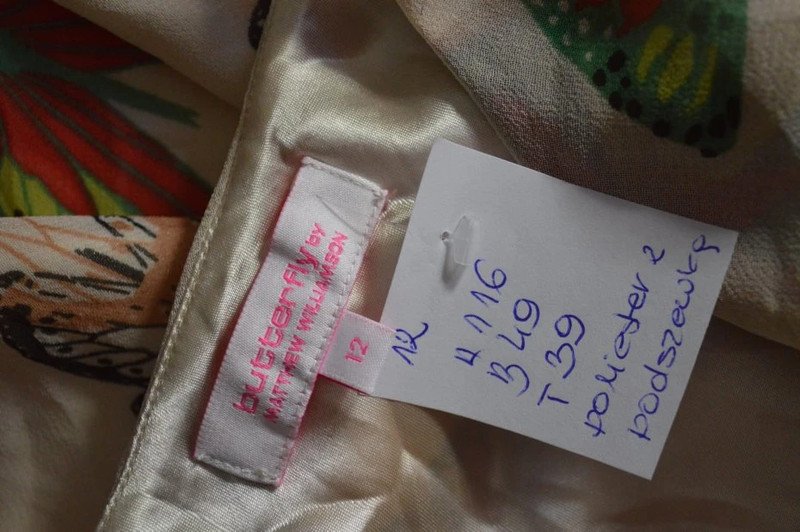 butterfly by
MATTHEW WILLIAMSON
12
12
H 116
B 49
T 39
poliester z
podszewką